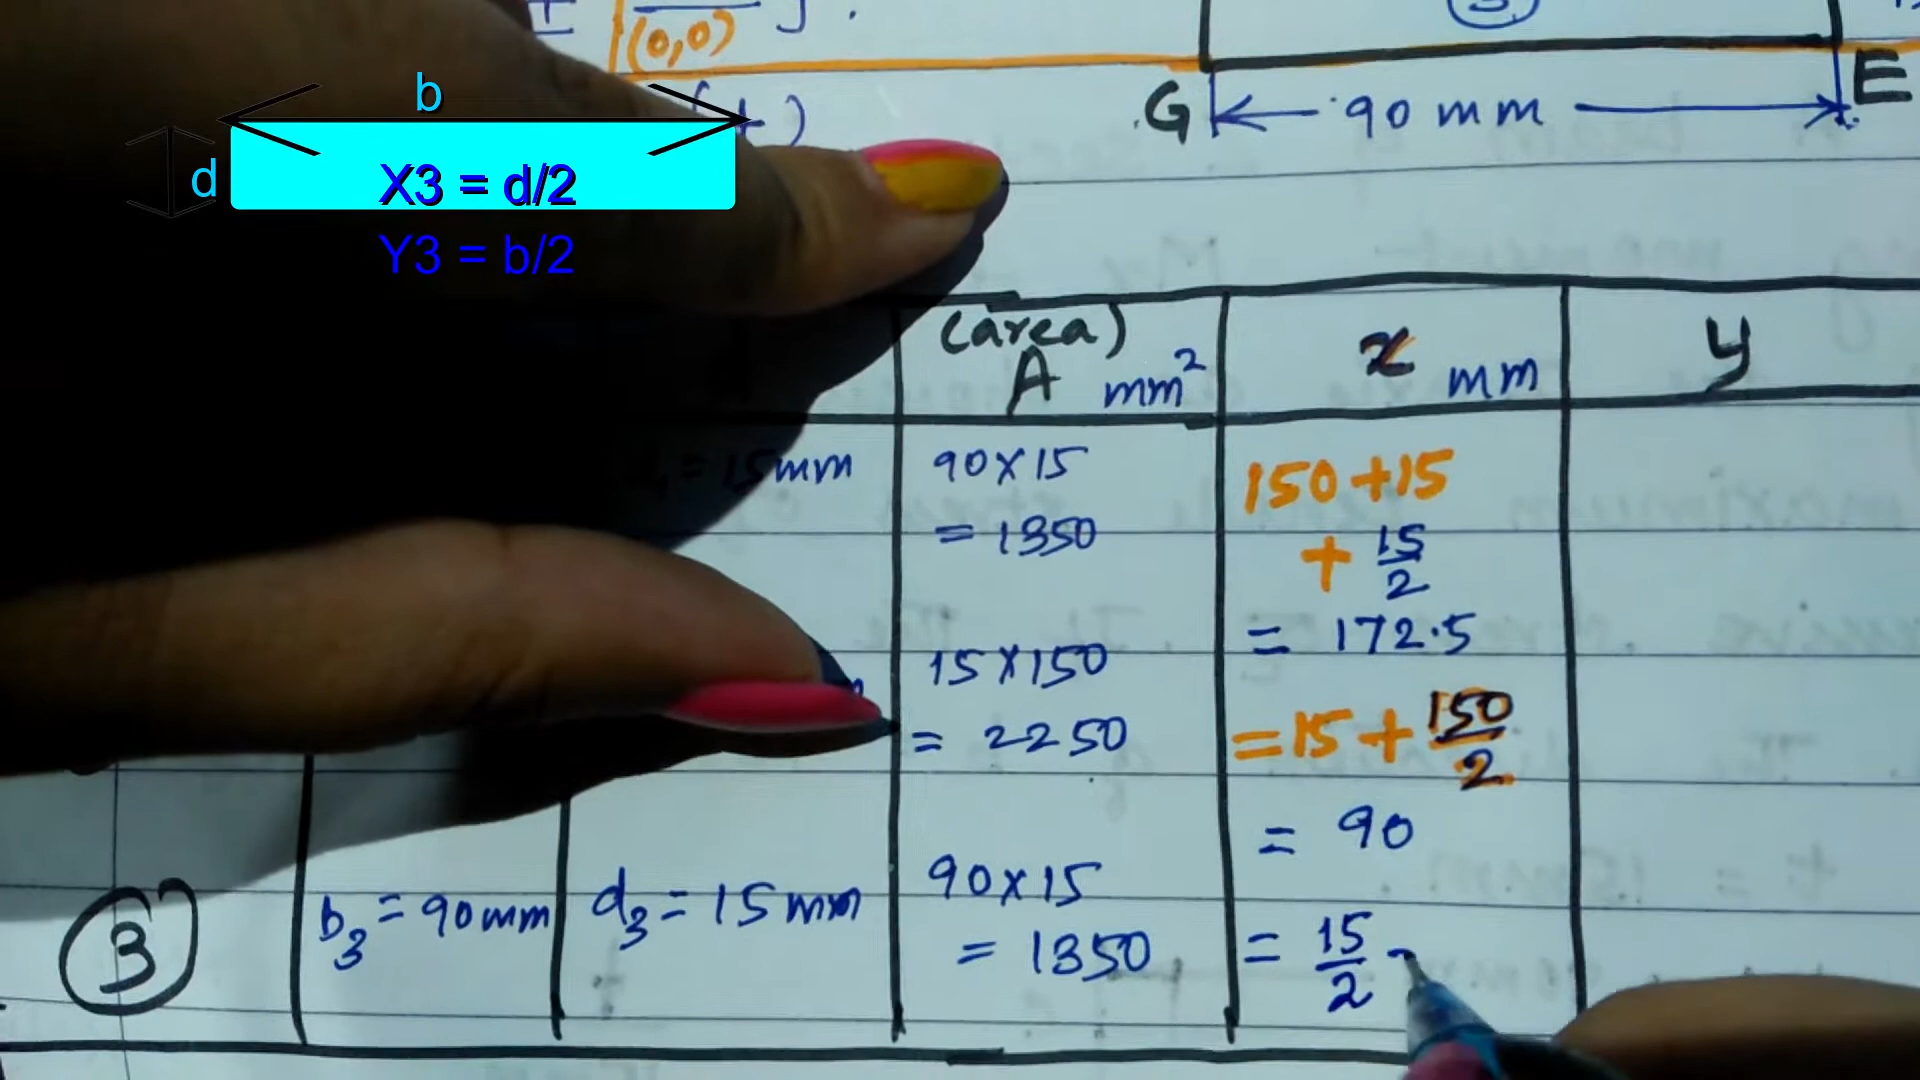 (0,0)
G
90 mm
E
b
d
X3 = d/2
Y3 = b/2
(area)
A mm²
x mm
y
= 15mm
90×15
= 1350
150+15
+ 15/2
= 172.5
15×150
= 2250
= 15 + 150/2
= 90
3
b3 = 90mm
d3 = 15mm
90×15
= 1350
= 15/2